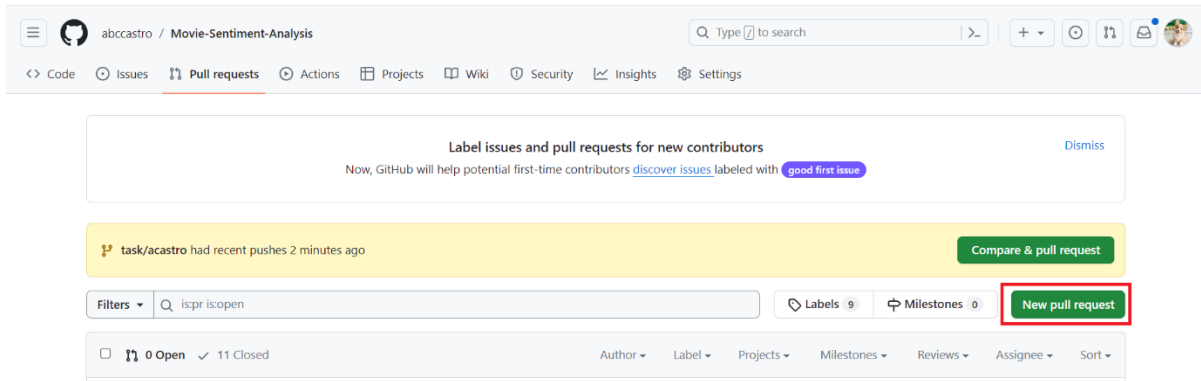 abccastro / Movie-Sentiment-Analysis Type / to search >_ +
<> Code Issues Pull requests Actions Projects Wiki Security Insights Settings
Label issues and pull requests for new contributors Dismiss
Now, GitHub will help potential first-time contributors discover issues labeled with good first issue
task/acastro had recent pushes 2 minutes ago Compare & pull request
Filters is:pr is:open Labels 9 Milestones 0 New pull request
0 Open 11 Closed Author Label Projects Milestones Reviews Assignee Sort